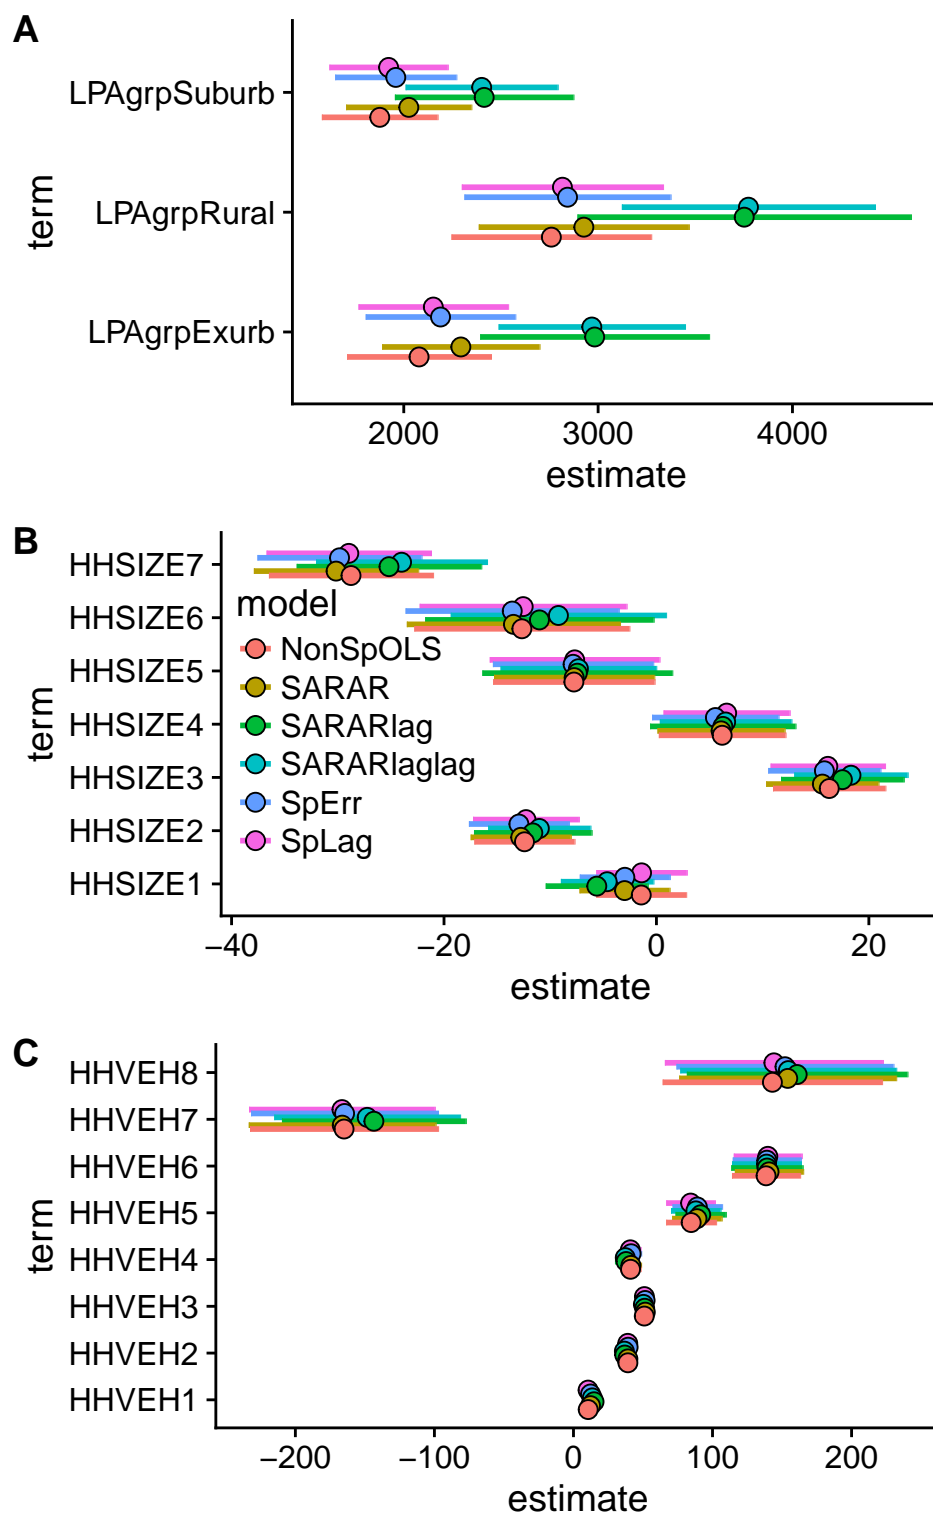 A
LPAgrpSuburb
LPAgrpRural
LPAgrpExurb
term
2000 3000 4000
estimate
B
HHSIZE7
HHSIZE6
HHSIZE5
HHSIZE4
HHSIZE3
HHSIZE2
HHSIZE1
term
model
NonSpOLS
SARAR
SARARlag
SARARlaglag
SpErr
SpLag
−40 −20 0 20
estimate
C
HHVEH8
HHVEH7
HHVEH6
HHVEH5
HHVEH4
HHVEH3
HHVEH2
HHVEH1
term
−200 −100 0 100 200
estimate